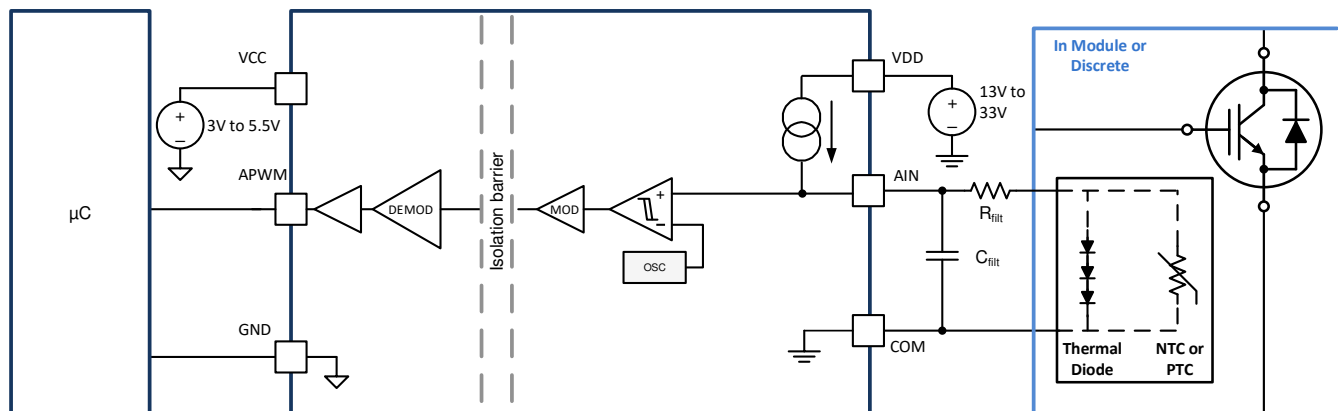 µC
VCC
+
−
3V to 5.5V
APWM
GND
DEMOD
Isolation barrier
MOD
+
−
OSC
VDD
+
−
13V to
33V
AIN
COM
Rfilt
Cfilt
In Module or
Discrete
Thermal
Diode
NTC or
PTC